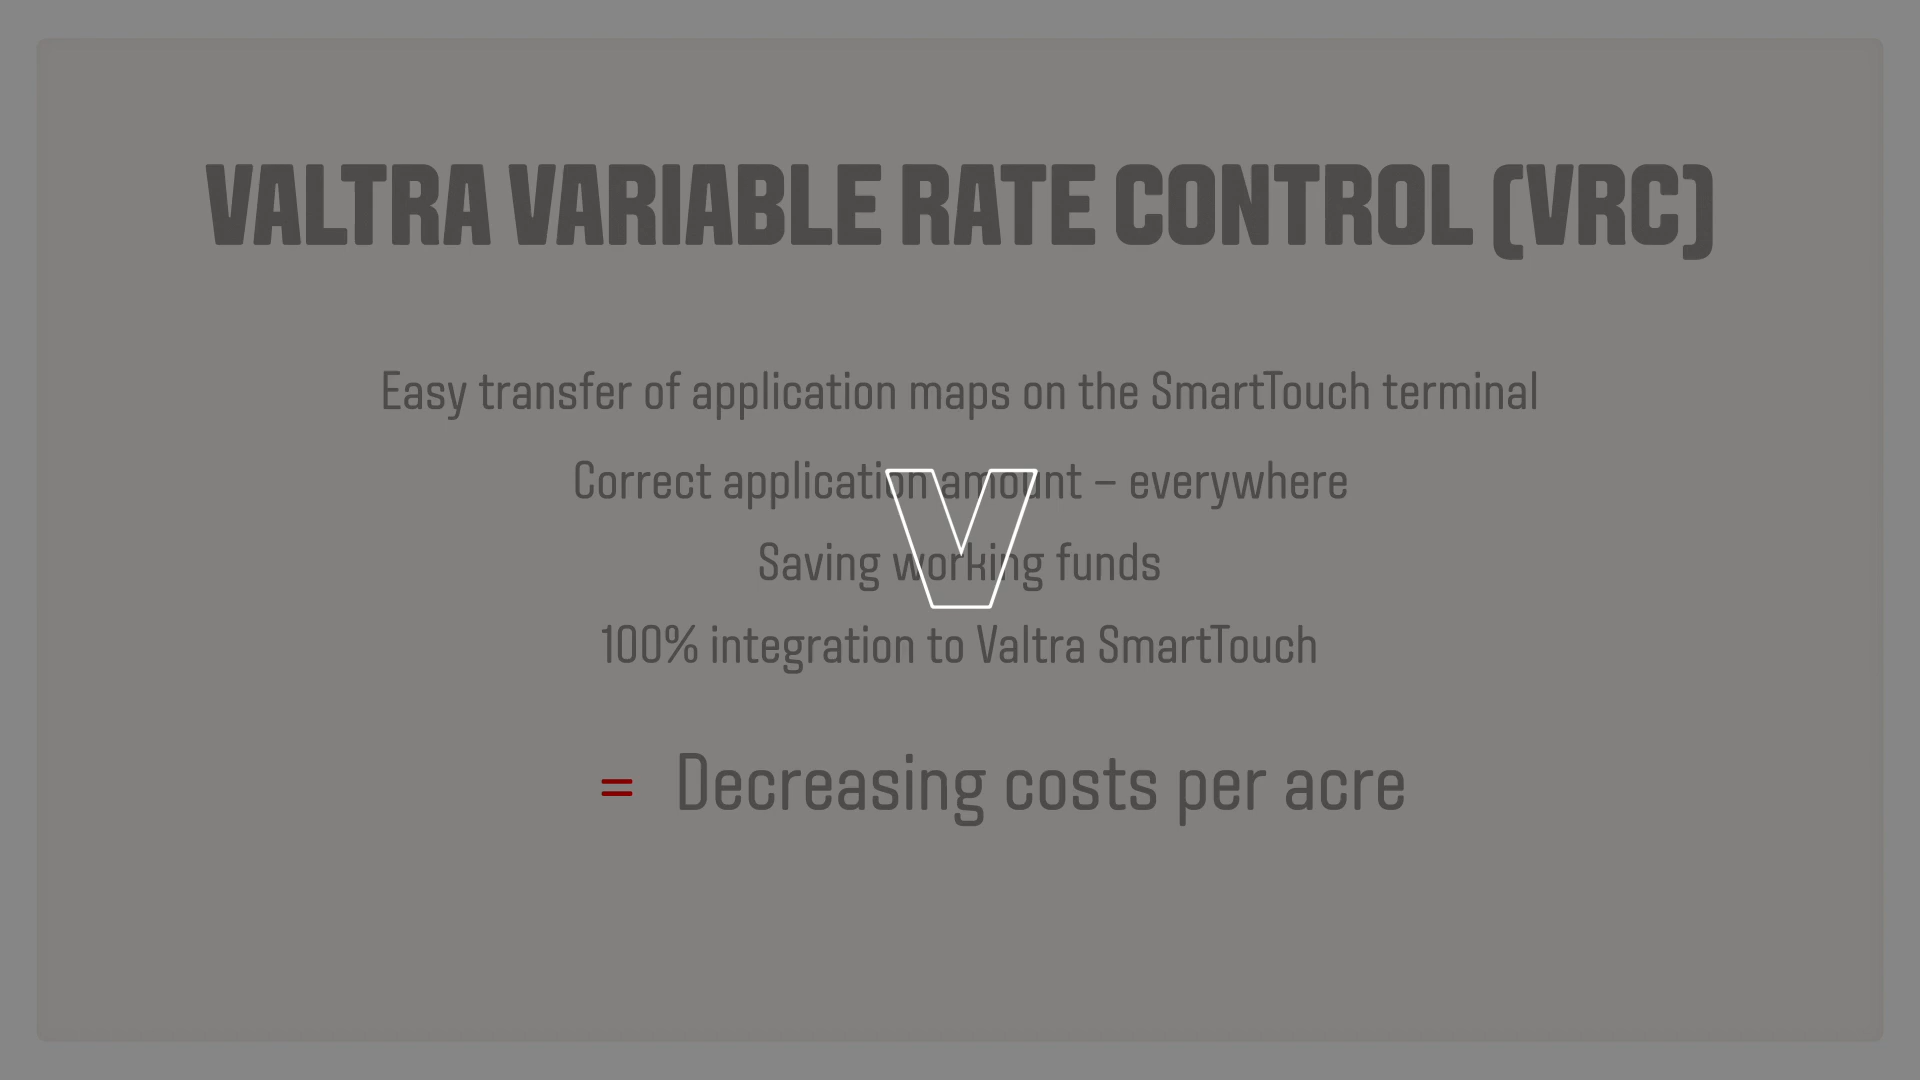 VALTRA VARIABLE RATE CONTROL (VRC)
Easy transfer of application maps on the SmartTouch terminal
Correct application amount – everywhere
Saving working funds
100% integration to Valtra SmartTouch
= Decreasing costs per acre
V